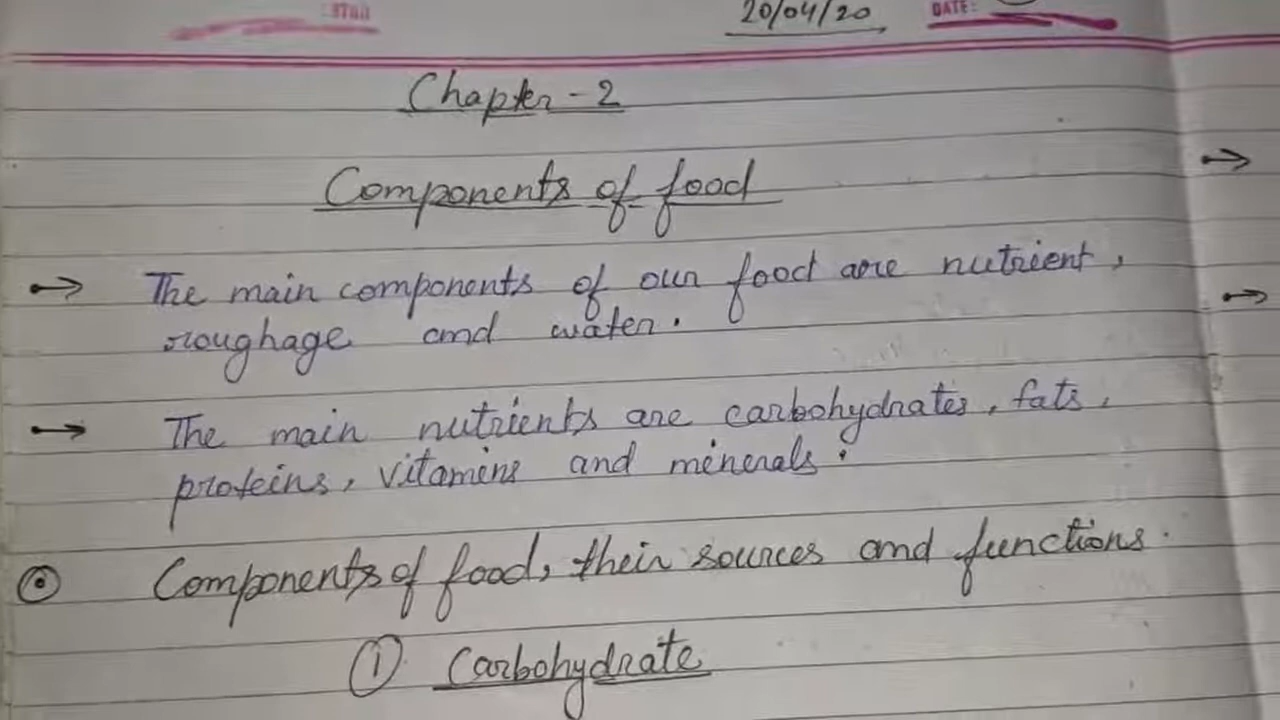 20/04/20
DATE:
Chapter - 2
Components of food
→ The main components of our food are nutrient,
roughage and water.
→ The main nutrients are carbohydrates, fats,
proteins, vitamins and minerals.
Components of food, their sources and functions.
① Carbohydrate